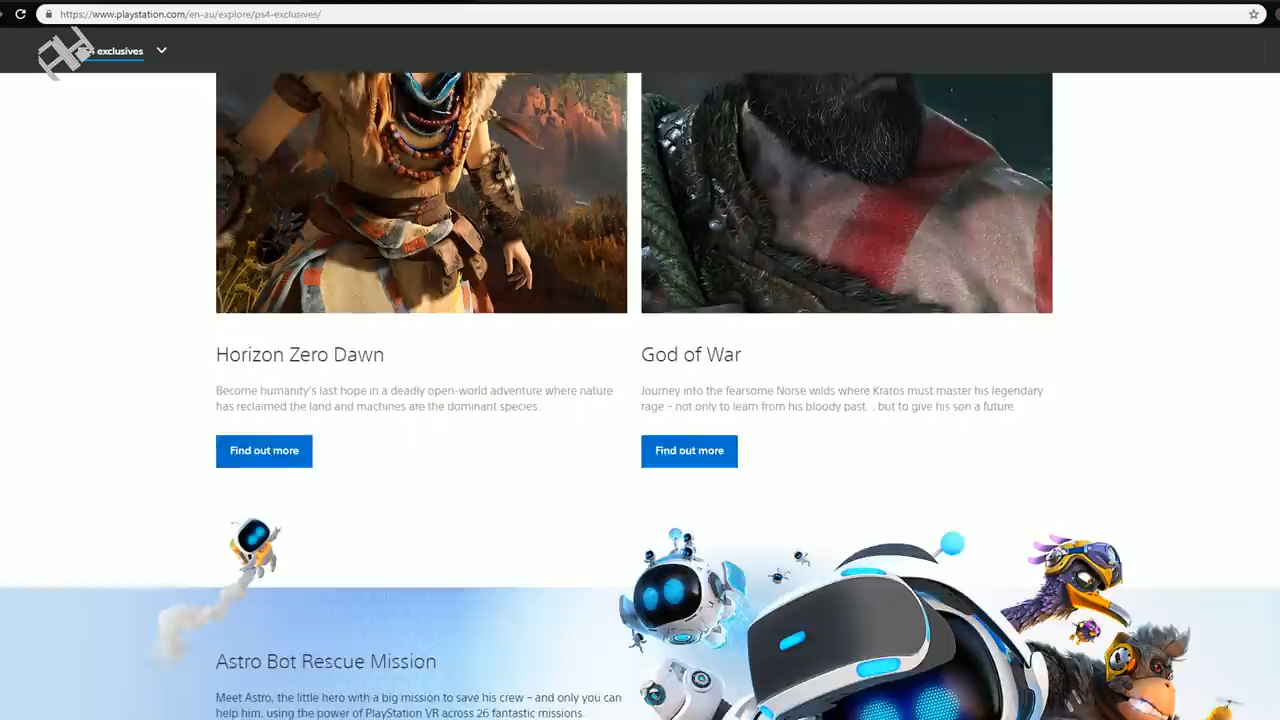 https://www.playstation.com/en-au/explore/ps4-exclusives/
exclusives
Horizon Zero Dawn
Become humanity's last hope in a deadly open-world adventure where nature
has reclaimed the land and machines are the dominant species.
Find out more
God of War
Journey into the fearsome Norse wilds where Kratos must master his legendary
rage – not only to learn from his bloody past. . but to give his son a future.
Find out more
Astro Bot Rescue Mission
Meet Astro, the little hero with a big mission to save his crew – and only you can
help him, using the power of PlayStation VR across 26 fantastic missions.